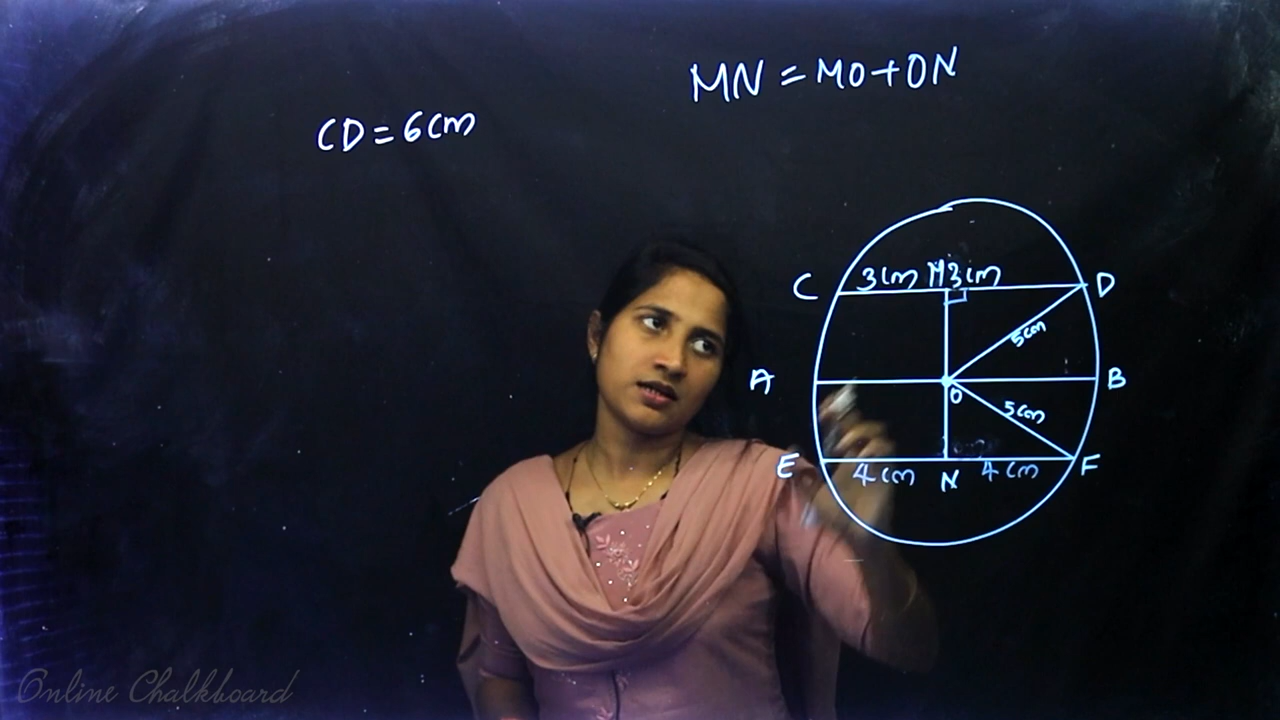 MN = MO+ON
CD = 6cm
C 3cm M 3cm D
5cm
A B
O
5cm
E F
4cm N 4cm
Online Chalkboard